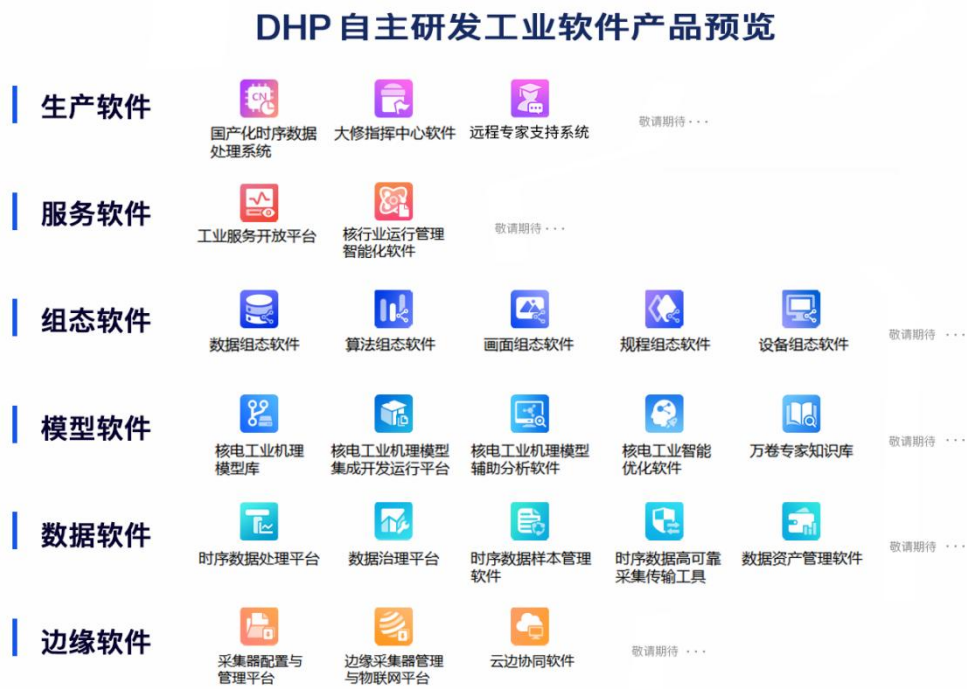 DHP 自主研发工业软件产品预览
生产软件
CN
国产化时序数据
处理系统
大修指挥中心软件
远程专家支持系统
敬请期待···
服务软件
工业服务开放平台
核行业运行管理
智能化软件
敬请期待···
组态软件
数据组态软件
算法组态软件
画面组态软件
规程组态软件
设备组态软件
敬请期待 ···
模型软件
核电工业机理
模型库
核电工业机理模型
集成开发运行平台
核电工业机理模型
辅助分析软件
核电工业智能
优化软件
万卷专家知识库
敬请期待 ···
数据软件
时序数据处理平台
数据治理平台
时序数据样本管理
软件
时序数据高可靠
采集传输工具
数据资产管理软件
敬请期待 ···
边缘软件
采集器配置与
管理平台
边缘采集器管理
与物联网平台
云边协同软件
敬请期待 ···